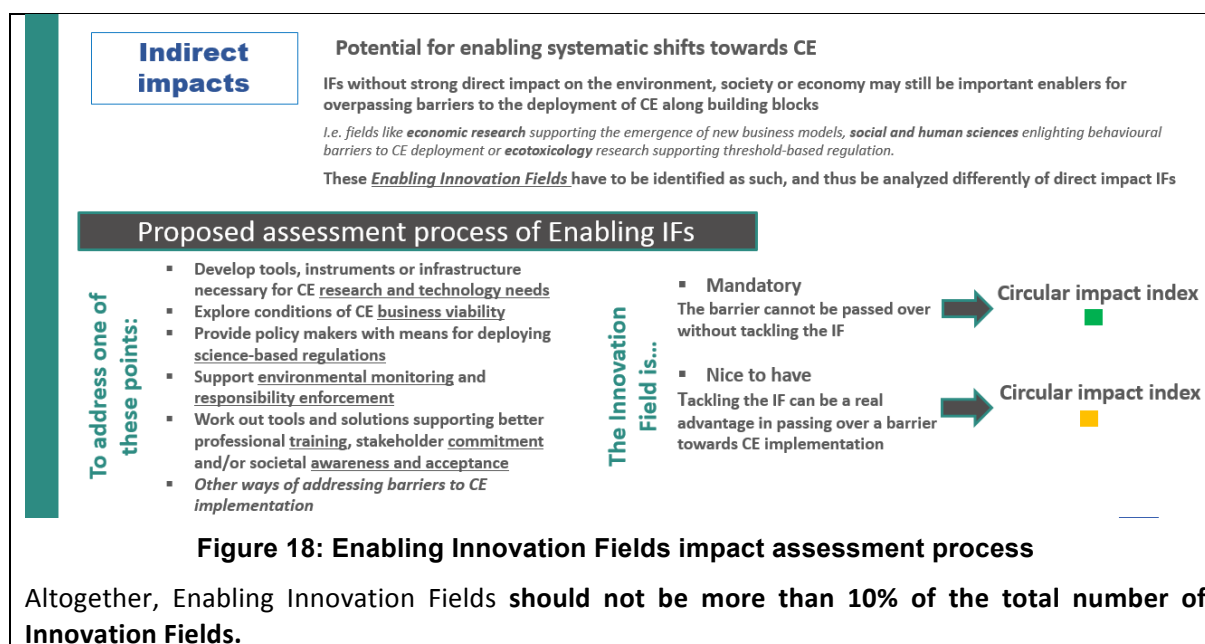 Indirect
impacts
Potential for enabling systematic shifts towards CE
IFs without strong direct impact on the environment, society or economy may still be important enablers for
overpassing barriers to the deployment of CE along building blocks
I.e. fields like economic research supporting the emergence of new business models, social and human sciences enlighting behavioural
barriers to CE deployment or ecotoxicology research supporting threshold-based regulation.
These Enabling Innovation Fields have to be identified as such, and thus be analyzed differently of direct impact IFs
Proposed assessment process of Enabling IFs
To address one of
these points:
▪ Develop tools, instruments or infrastructure
necessary for CE research and technology needs
▪ Explore conditions of CE business viability
▪ Provide policy makers with means for deploying
science-based regulations
▪ Support environmental monitoring and
responsibility enforcement
▪ Work out tools and solutions supporting better
professional training, stakeholder commitment
and/or societal awareness and acceptance
▪ Other ways of addressing barriers to CE
implementation
The Innovation
Field is...
▪ Mandatory
The barrier cannot be passed over
without tackling the IF
Circular impact index
▪ Nice to have
Tackling the IF can be a real
advantage in passing over a barrier
towards CE implementation
Circular impact index
Figure 18: Enabling Innovation Fields impact assessment process
Altogether, Enabling Innovation Fields should not be more than 10% of the total number of
Innovation Fields.